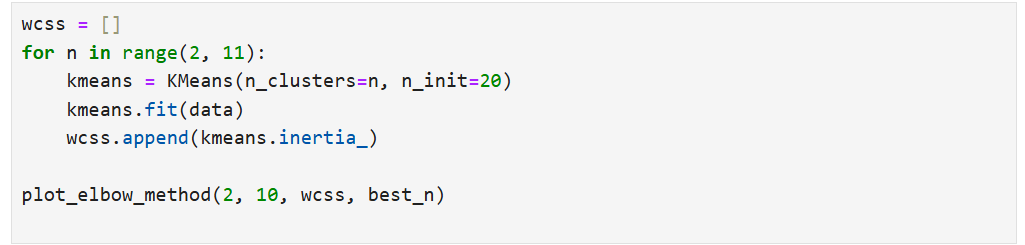 wcss = []
for n in range(2, 11):
    kmeans = KMeans(n_clusters=n, n_init=20)
    kmeans.fit(data)
    wcss.append(kmeans.inertia_)

plot_elbow_method(2, 10, wcss, best_n)